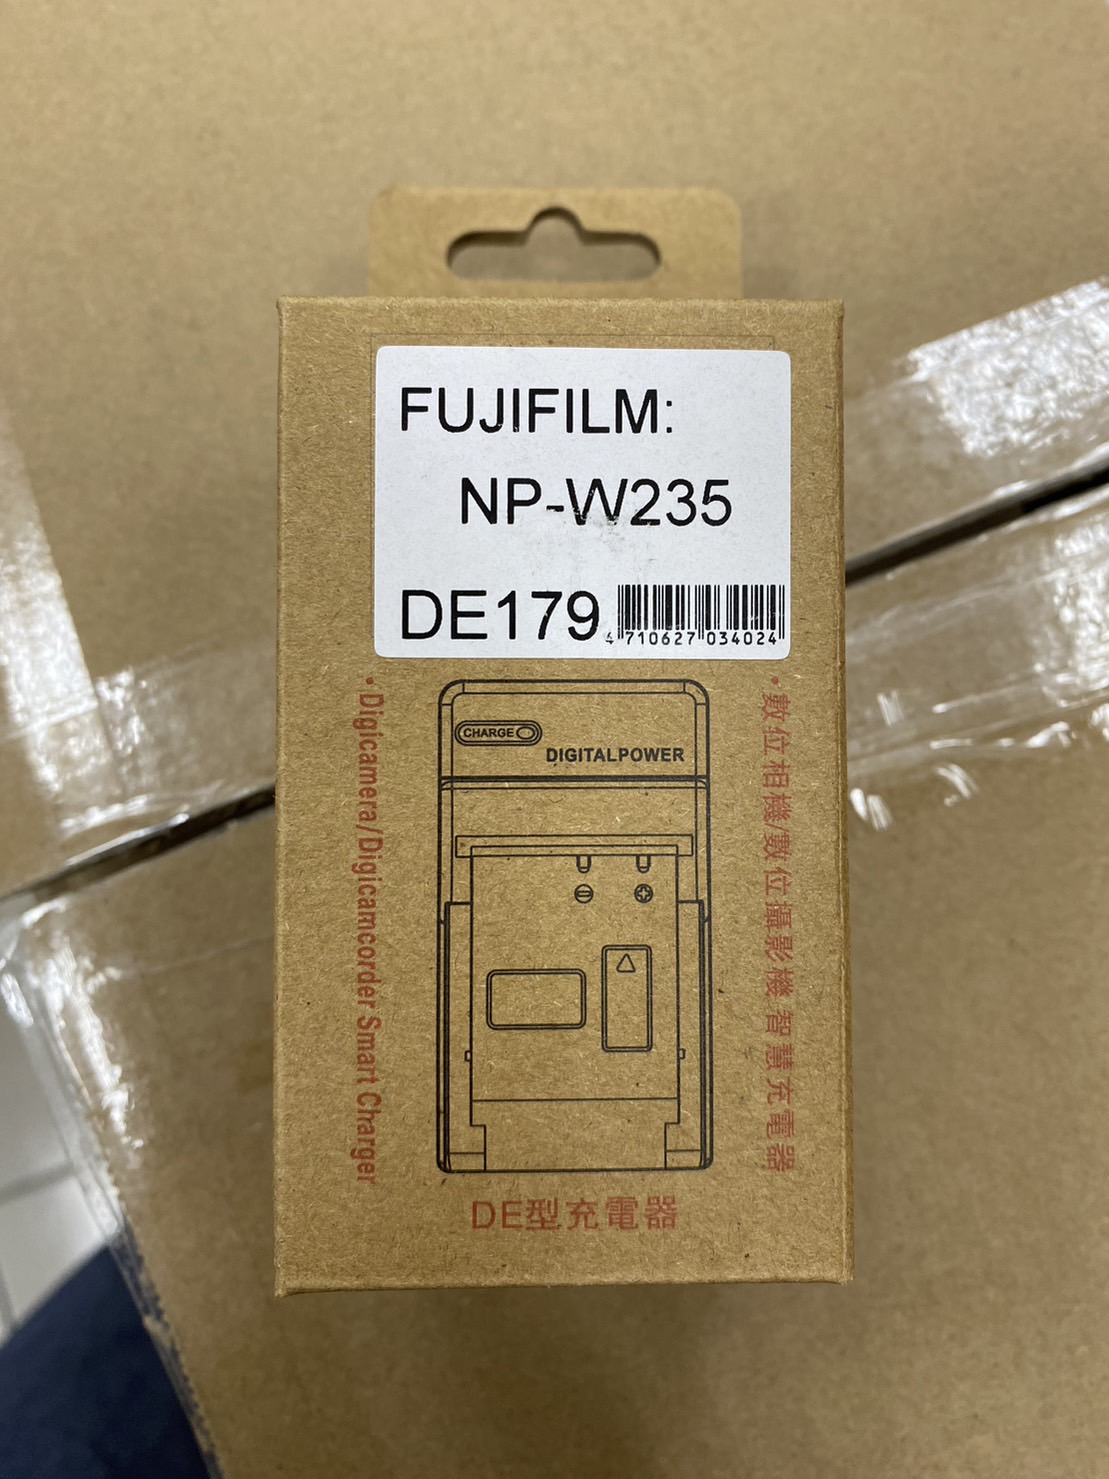 FUJIFILM:
NP-W235
DE179
4 710627 034024
CHARGE
DIGITALPOWER
•Digicamera/Digicamcorder Smart Charger
•數位相機/數位攝影機智慧充電器
DE型充電器